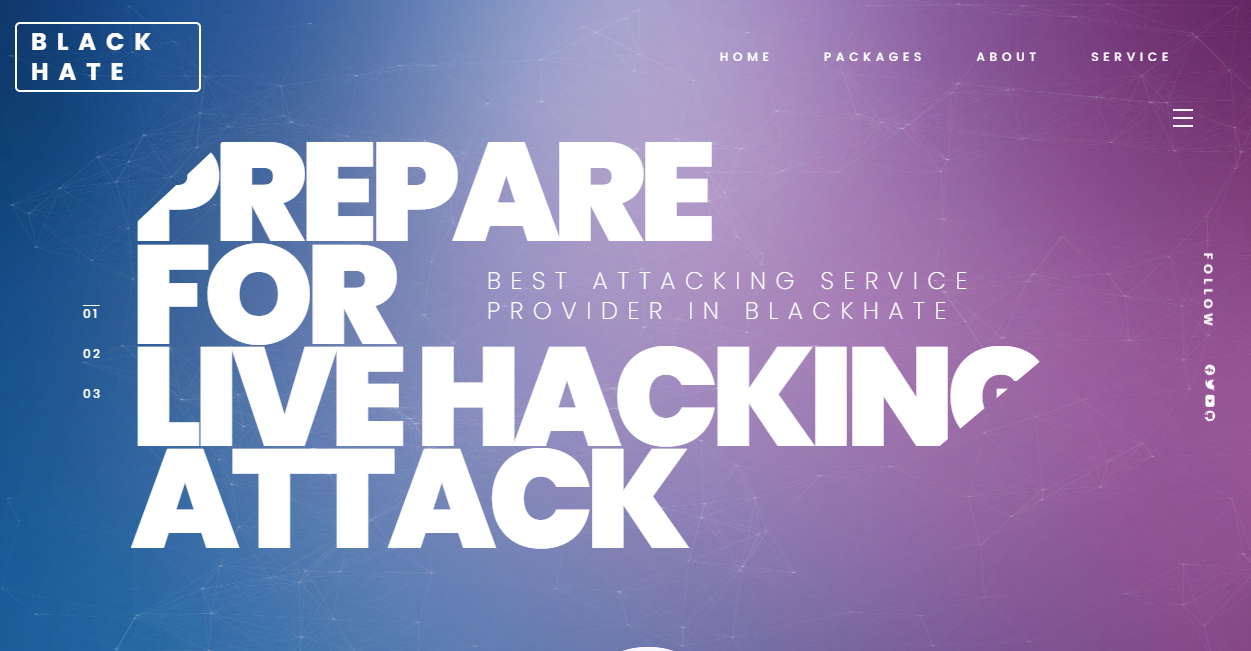 BLACK
HATE
HOME PACKAGES ABOUT SERVICE
PREPARE
FOR
BEST ATTACKING SERVICE
PROVIDER IN BLACKHATE
LIVE HACKING
ATTACK
01
02
03
FOLLOW